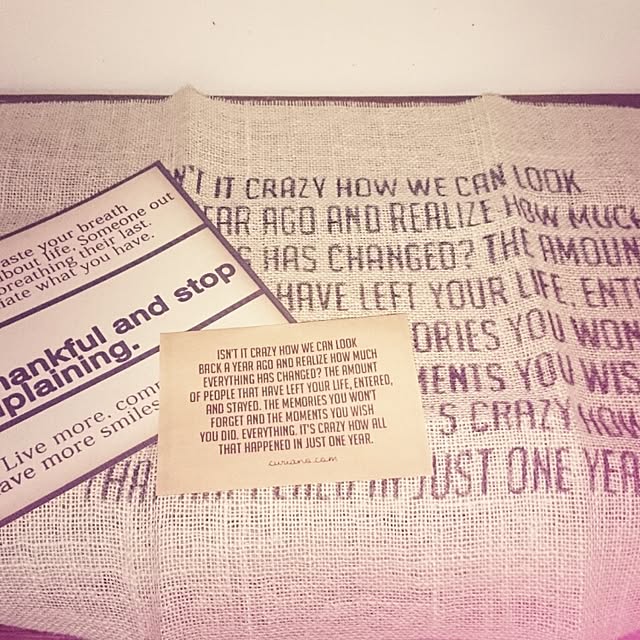 N'T IT CRAZY HOW WE CAN LOOK
EAR AGO AND REALIZE HOW MUCH
G HAS CHANGED? THE AMOUN
HAVE LEFT YOUR LIFE, ENTE
ORIES YOU WON
MENTS YOU WIS
S CRAZY HOW
JUST ONE YEA
aste your breath
about life. Someone out
breathing their last.
iate what you have.
hankful and stop
plaining.
Live more, com
ave more smiles
ISN'T IT CRAZY HOW WE CAN LOOK
BACK A YEAR AGO AND REALIZE HOW MUCH
EVERYTHING HAS CHANGED? THE AMOUNT
OF PEOPLE THAT HAVE LEFT YOUR LIFE, ENTERED,
AND STAYED. THE MEMORIES YOU WON'T
FORGET AND THE MOMENTS YOU WISH
YOU DID. EVERYTHING. IT'S CRAZY HOW ALL
THAT HAPPENED IN JUST ONE YEAR.
curiano.com